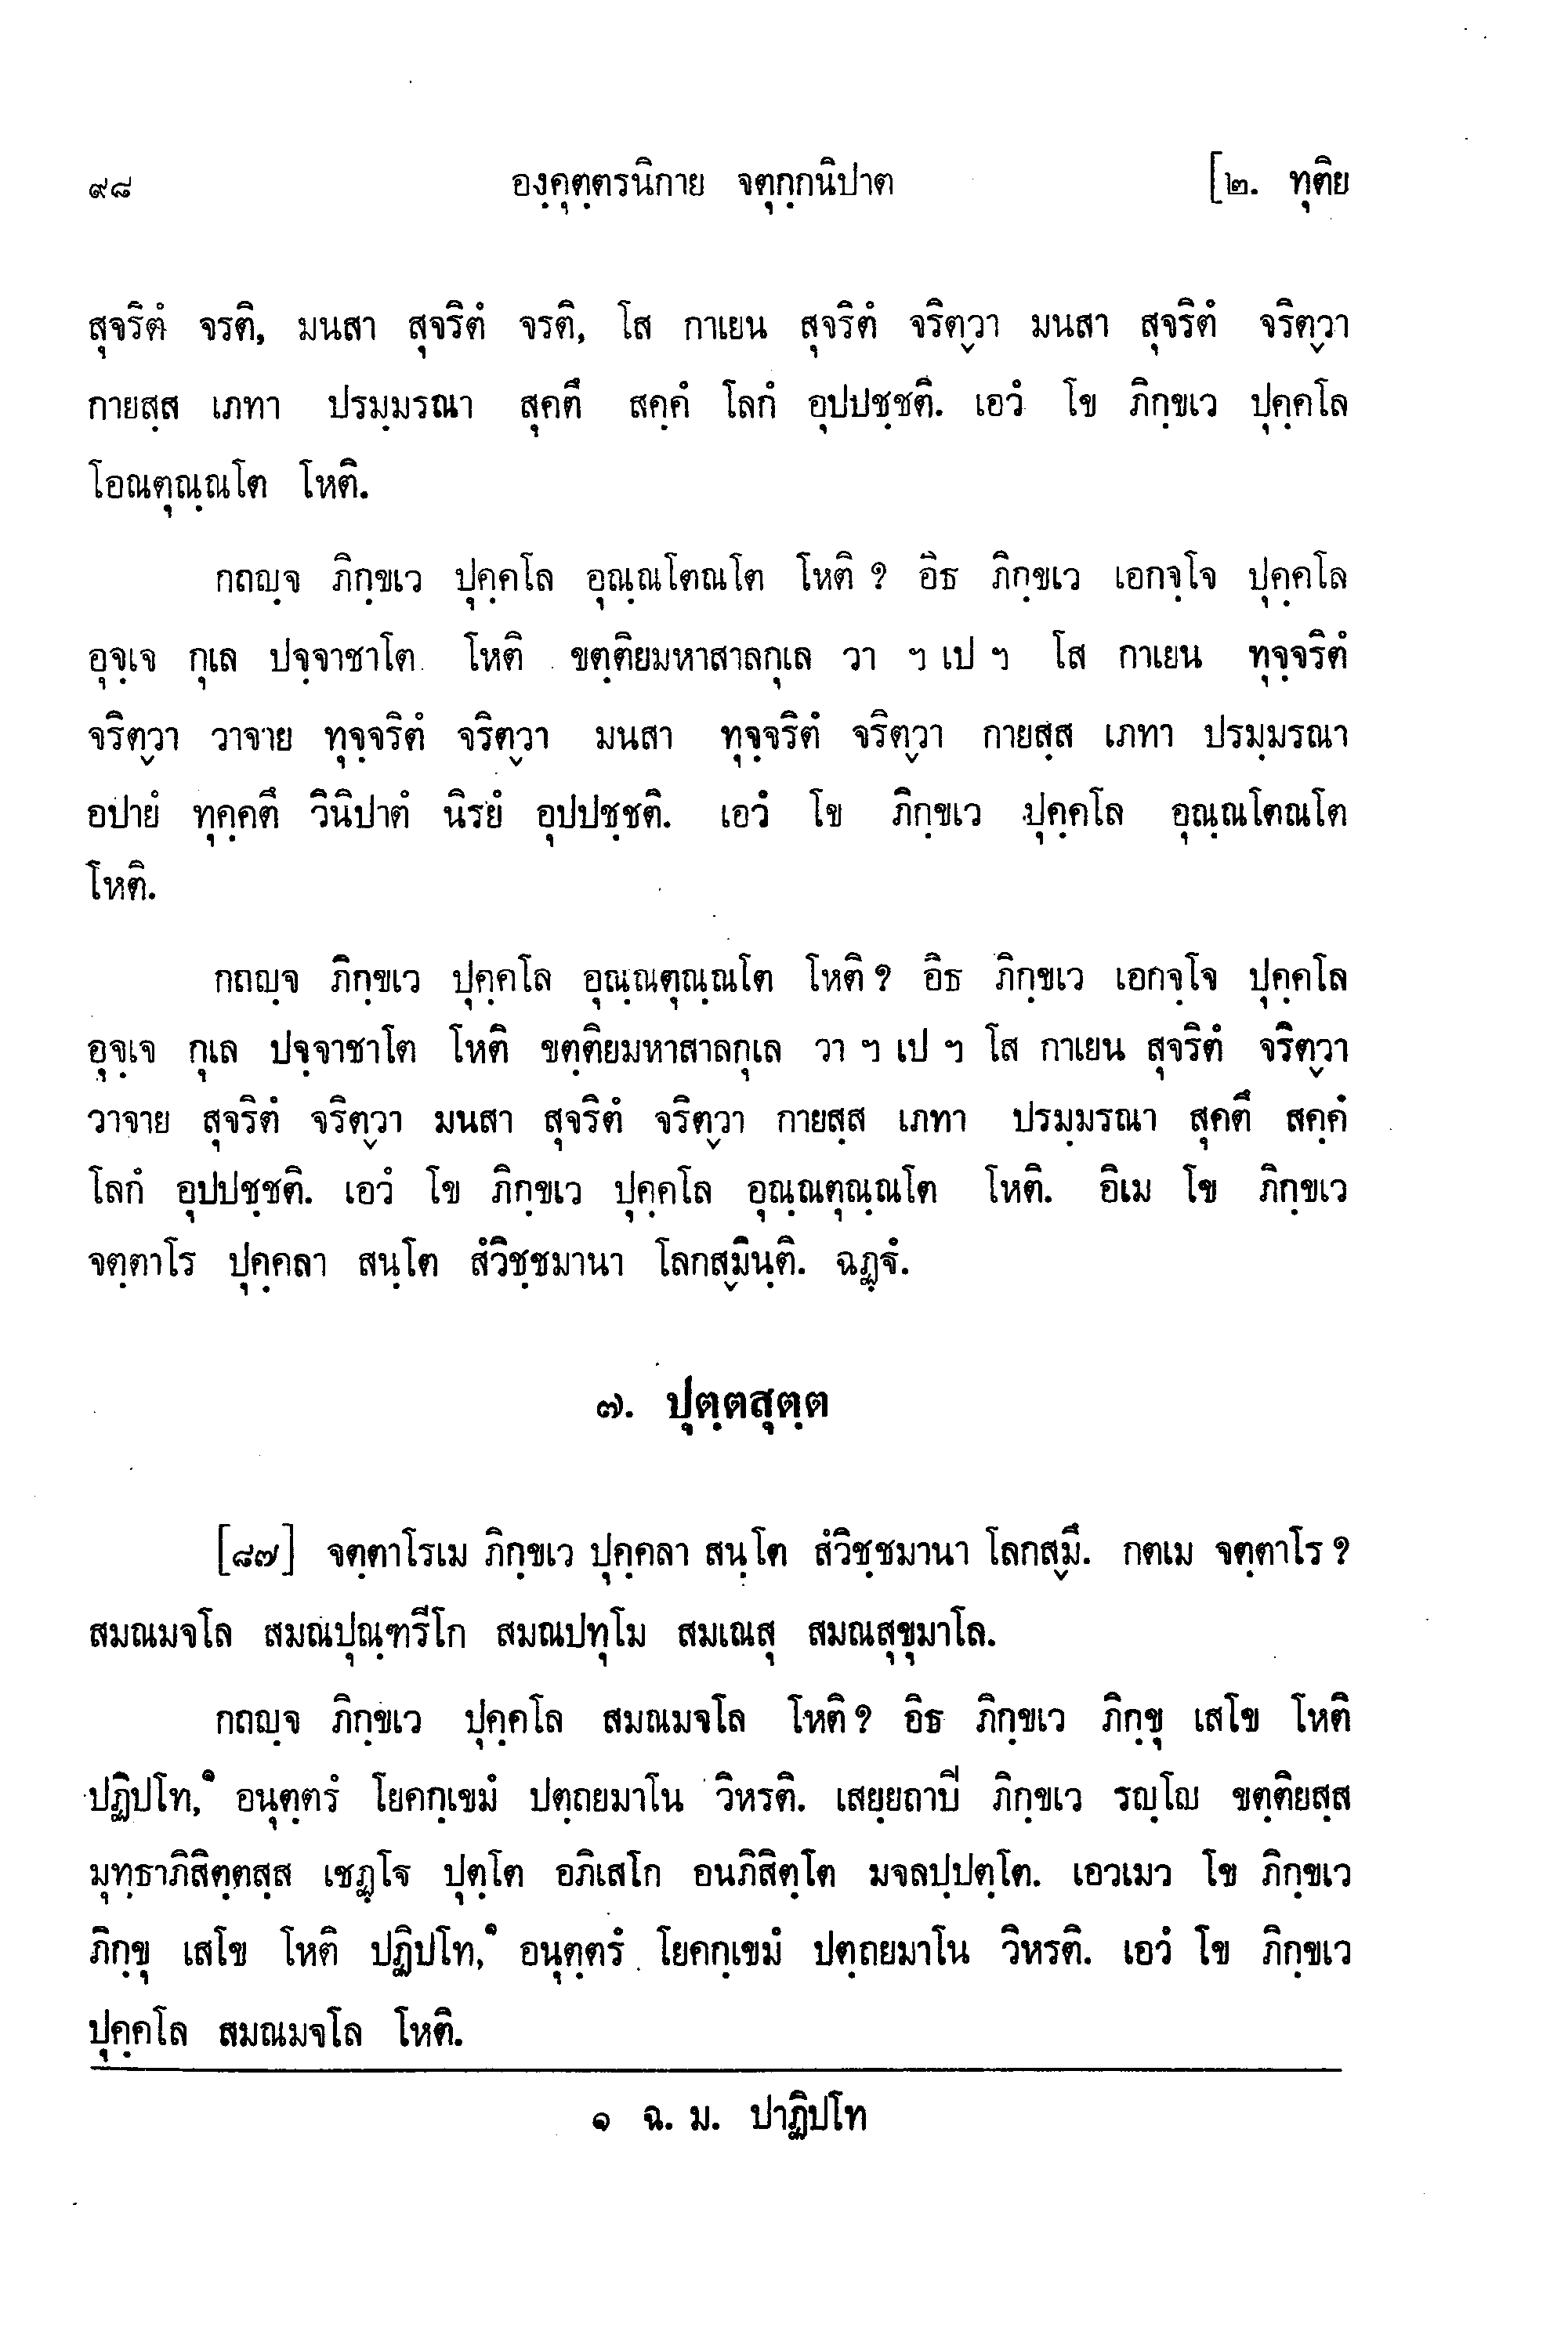 ๙๘ องฺคุตฺตรนิกาย จตุกฺกนิปาต [๒. ทุติย
สุจริตํ จรติ, มนสา สุจริตํ จรติ, โส กาเยน สุจริตํ จริตฺวา มนสา สุจริตํ จริตฺวา
กายสฺส เภทา ปรมฺมรณา สุคตึ สคฺคํ โลกํ อุปปชฺชติ. เอวํ โข ภิกฺขเว ปุคฺคโล
โอณตุณฺณโต โหติ.
กถญฺจ ภิกฺขเว ปุคฺคโล อุณฺณโตณโต โหติ ? อิธ ภิกฺขเว เอกจฺโจ ปุคฺคโล
อุจฺเจ กุเล ปจฺจาชาโต โหติ ขตฺติยมหาสาลกุเล วา ฯ เป ฯ โส กาเยน ทุจฺจริตํ
จริตฺวา วาจาย ทุจฺจริตํ จริตฺวา มนสา ทุจฺจริตํ จริตฺวา กายสฺส เภทา ปรมฺมรณา
อปายํ ทุคฺคตึ วินิปาตํ นิรยํ อุปปชฺชติ. เอวํ โข ภิกฺขเว ปุคฺคโล อุณฺณโตณโต
โหติ.
กถญฺจ ภิกฺขเว ปุคฺคโล อุณฺณตุณฺณโต โหติ ? อิธ ภิกฺขเว เอกจฺโจ ปุคฺคโล
อุจฺเจ กุเล ปจฺจาชาโต โหติ ขตฺติยมหาสาลกุเล วา ฯ เป ฯ โส กาเยน สุจริตํ จริตฺวา
วาจาย สุจริตํ จริตฺวา มนสา สุจริตํ จริตฺวา กายสฺส เภทา ปรมฺมรณา สุคตึ สคฺคํ
โลกํ อุปปชฺชติ. เอวํ โข ภิกฺขเว ปุคฺคโล อุณฺณตุณฺณโต โหติ. อิเม โข ภิกฺขเว
จตฺตาโร ปุคฺคลา สนฺโต สํวิชฺชมานา โลกสฺมินฺติ. ฉฏฺฐํ.
๗. ปุตฺตสุตฺต
[๘๗] จตฺตาโรเม ภิกฺขเว ปุคฺคลา สนฺโต สํวิชฺชมานา โลกสฺมึ. กตเม จตฺตาโร ?
สมณมจโล สมณปุณฺฑรีโก สมณปทุโม สมเณสุ สมณสุขุมาโล.
กถญฺจ ภิกฺขเว ปุคฺคโล สมณมจโล โหติ ? อิธ ภิกฺขเว ภิกฺขุ เสโข โหติ
ปฏิปโท,๑ อนุตฺตรํ โยคกฺเขมํ ปตฺถยมาโน วิหรติ. เสยฺยถาปี ภิกฺขเว รญฺโญ ขตฺติยสฺส
มุทฺธาภิสิตฺตสฺส เชฏฺโฐ ปุตฺโต อภิเสโก อนภิสิตฺโต มจลปฺปตฺโต. เอวเมว โข ภิกฺขเว
ภิกฺขุ เสโข โหติ ปฏิปโท,๑ อนุตฺตรํ โยคกฺเขมํ ปตฺถยมาโน วิหรติ. เอวํ โข ภิกฺขเว
ปุคฺคโล สมณมจโล โหติ.
๑ ฉ. ม. ปาฏิปโท